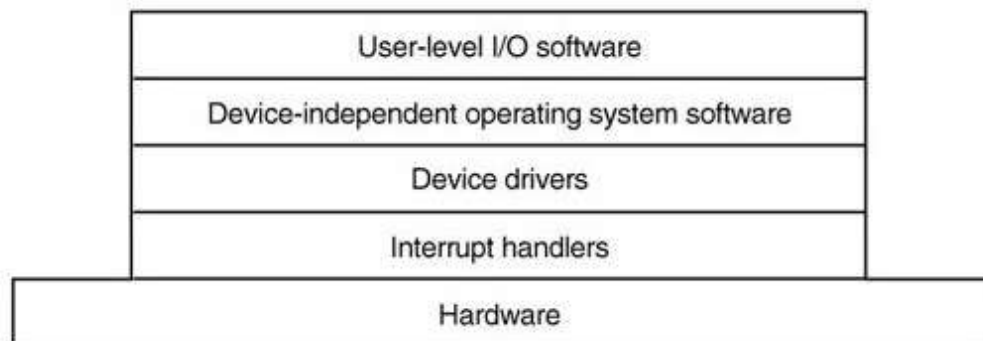 User-level I/O software
Device-independent operating system software
Device drivers
Interrupt handlers
Hardware